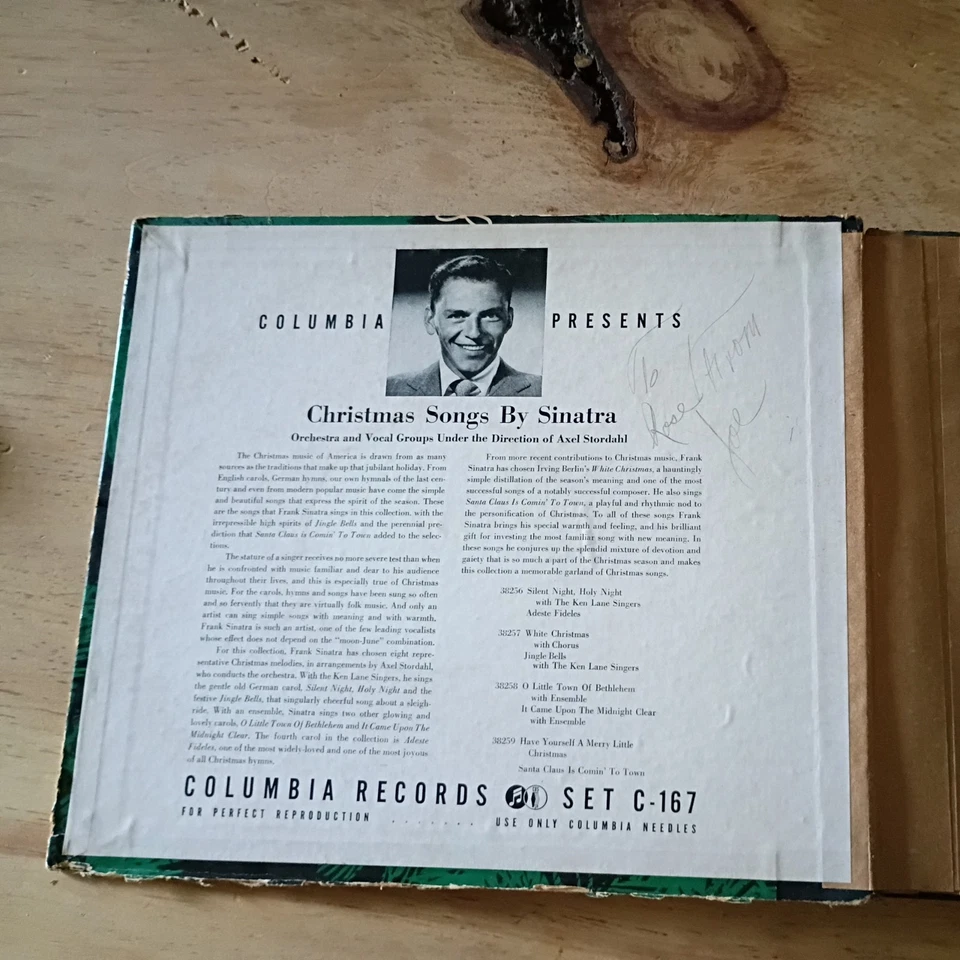 COLUMBIA PRESENTS
To
Rose
From
Joe
Christmas Songs By Sinatra
Orchestra and Vocal Groups Under the Direction of Axel Stordahl
The Christmas music of America is drawn from as many
sources as the traditions that make up that jubilant holiday. From
English carols, German hymns, our own hymnals of the last cen-
tury and even from modern popular music have come the simple
and beautiful songs that express the spirit of the season. These
are the songs that Frank Sinatra sings in this collection, with the
irrepressible high spirits of Jingle Bells and the perennial pre-
diction that Santa Claus is Comin' To Town added to the selec-
tions.
The stature of a singer receives no more severe test than when
he is confronted with music familiar and dear to his audience
throughout their lives, and this is especially true of Christmas
music. For the carols, hymns and songs have been sung so often
and so fervently that they are virtually folk music. And only an
artist can sing simple songs with meaning and with warmth.
Frank Sinatra is such an artist, one of the few leading vocalists
whose effect does not depend on the "moon-June" combination.
For this collection, Frank Sinatra has chosen eight repre-
sentative Christmas melodies, in arrangements by Axel Stordahl,
who conducts the orchestra. With the Ken Lane Singers, he sings
the gentle old German carol, Silent Night, Holy Night and the
festive Jingle Bells, that singularly cheerful song about a sleigh-
ride. With an ensemble, Sinatra sings two other glowing and
lovely carols, O Little Town Of Bethlehem and It Came Upon The
Midnight Clear. The fourth carol in the collection is Adeste
Fideles, one of the most widely-loved and one of the most joyous
of all Christmas hymns.
From more recent contributions to Christmas music, Frank
Sinatra has chosen Irving Berlin's White Christmas, a hauntingly
simple distillation of the season's meaning and one of the most
successful songs of a notably successful composer. He also sings
Santa Claus Is Comin' To Town, a playful and rhythmic nod to
the personification of Christmas. To all of these songs Frank
Sinatra brings his special warmth and feeling, and his brilliant
gift for investing the most familiar song with new meaning. In
these songs he conjures up the splendid mixture of devotion and
gaiety that is so much a part of the Christmas season and makes
this collection a memorable garland of Christmas songs.
38256 Silent Night, Holy Night
with The Ken Lane Singers
Adeste Fideles
38257 White Christmas
with Chorus
Jingle Bells
with The Ken Lane Singers
38258 O Little Town Of Bethlehem
with Ensemble
It Came Upon The Midnight Clear
with Ensemble
38259 Have Yourself A Merry Little
Christmas
Santa Claus Is Comin' To Town
COLUMBIA RECORDS SET C-167
FOR PERFECT REPRODUCTION ........ USE ONLY COLUMBIA NEEDLES